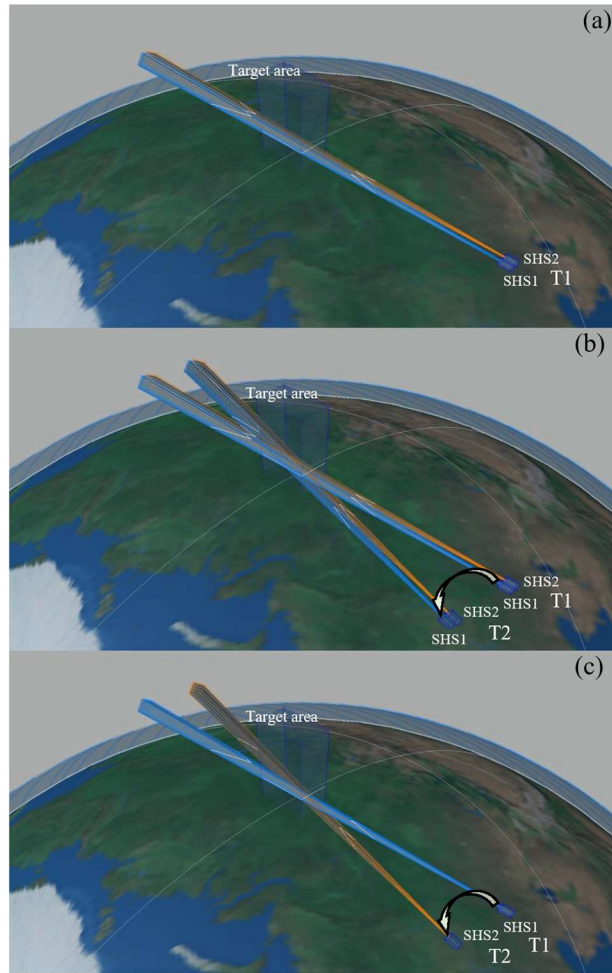 (a)
Target area
SHS2
SHS1 T1
(b)
Target area
SHS2
SHS1 T1
SHS2
SHS1 T2
(c)
Target area
SHS1 T1
SHS2 T2